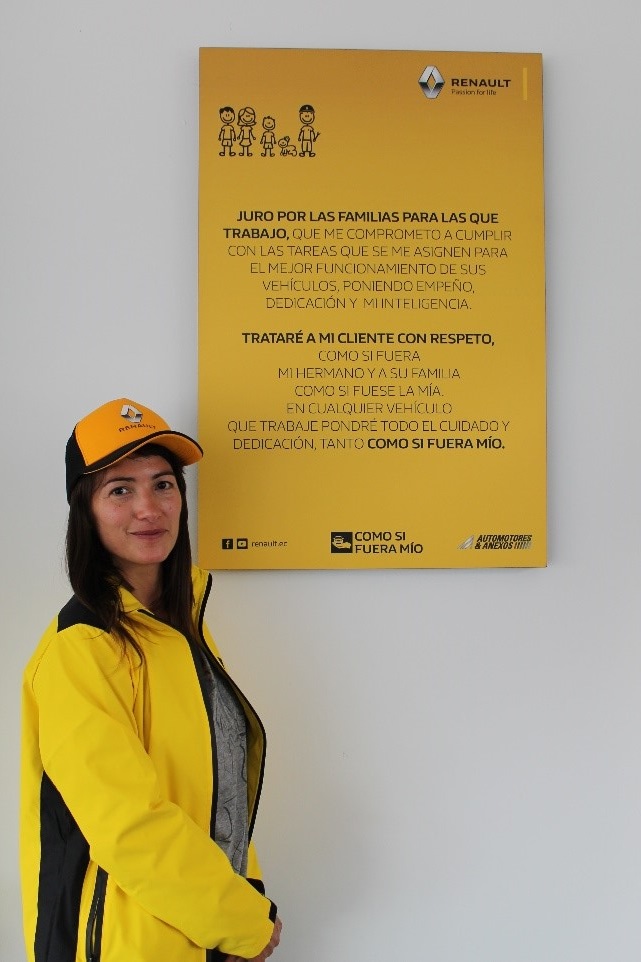 RENAULT
Passion for life
JURO POR LAS FAMILIAS PARA LAS QUE
TRABAJO, QUE ME COMPROMETO A CUMPLIR
CON LAS TAREAS QUE SE ME ASIGNEN PARA
EL MEJOR FUNCIONAMIENTO DE SUS
VEHÍCULOS, PONIENDO EMPEÑO,
DEDICACIÓN Y MI INTELIGENCIA.
TRATARÉ A MI CLIENTE CON RESPETO,
COMO SI FUERA
MI HERMANO Y A SU FAMILIA
COMO SI FUESE LA MÍA.
EN CUALQUIER VEHÍCULO
QUE TRABAJE PONDRÉ TODO EL CUIDADO Y
DEDICACIÓN, TANTO COMO SI FUERA MÍO.
renault.ec
COMO SI
FUERA MÍO
AUTOMOTORES
& ANEXOS
RENAULT